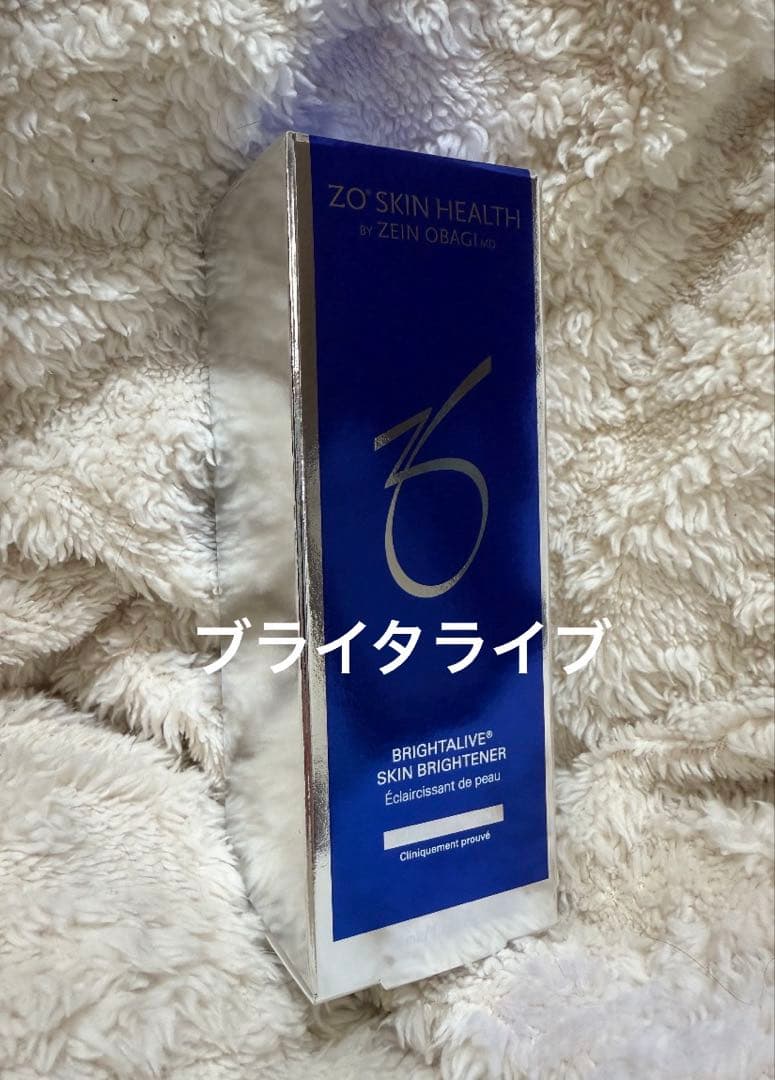 ZO® SKIN HEALTH
BY ZEIN OBAGI MD
ブライタライブ
BRIGHTALIVE®
SKIN BRIGHTENER
Éclaircissant de peau
Cliniquement prouvé